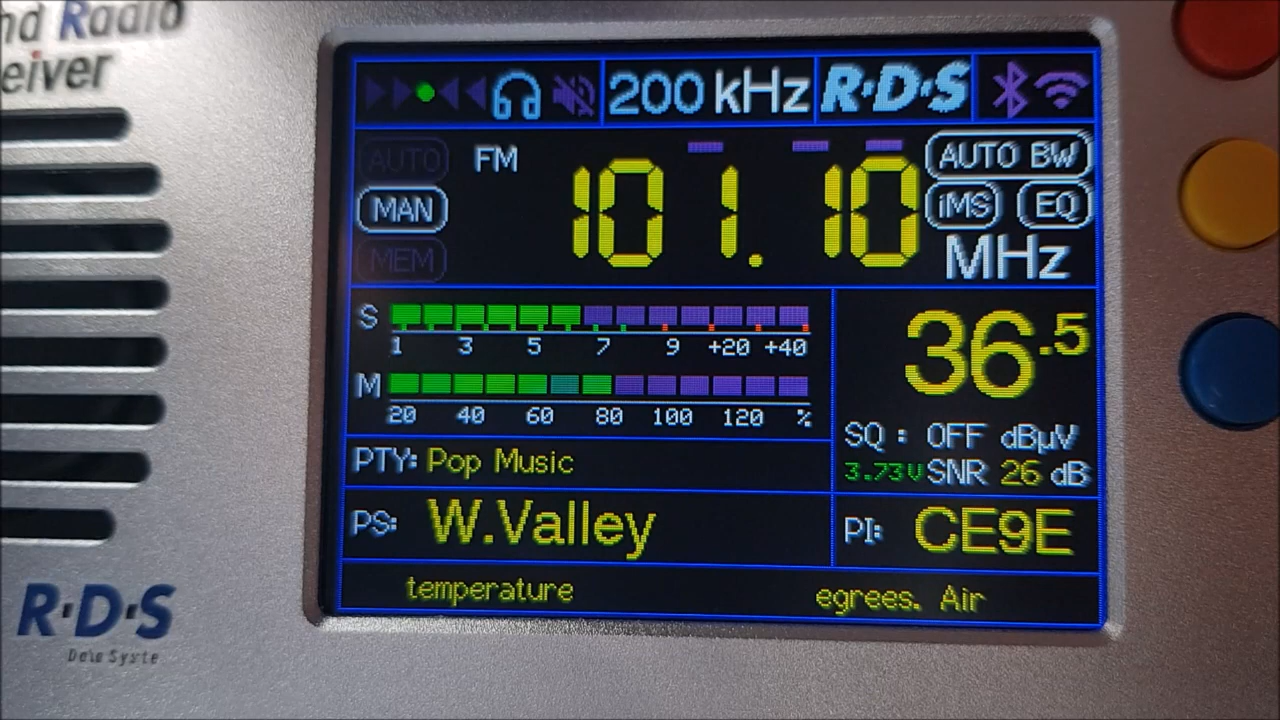 nd Radio
eiver
200 kHz R·D·S
AUTO FM 101.10 AUTO BW
MAN iMS EQ
MEM MHz
S
1 3 5 7 9 +20 +40
M
20 40 60 80 100 120 %
36.5
SQ : OFF dBµV
3.73V SNR 26 dB
PTY: Pop Music
PS: W.Valley PI: CE9E
temperature egrees. Air
R·D·S
Data Syste